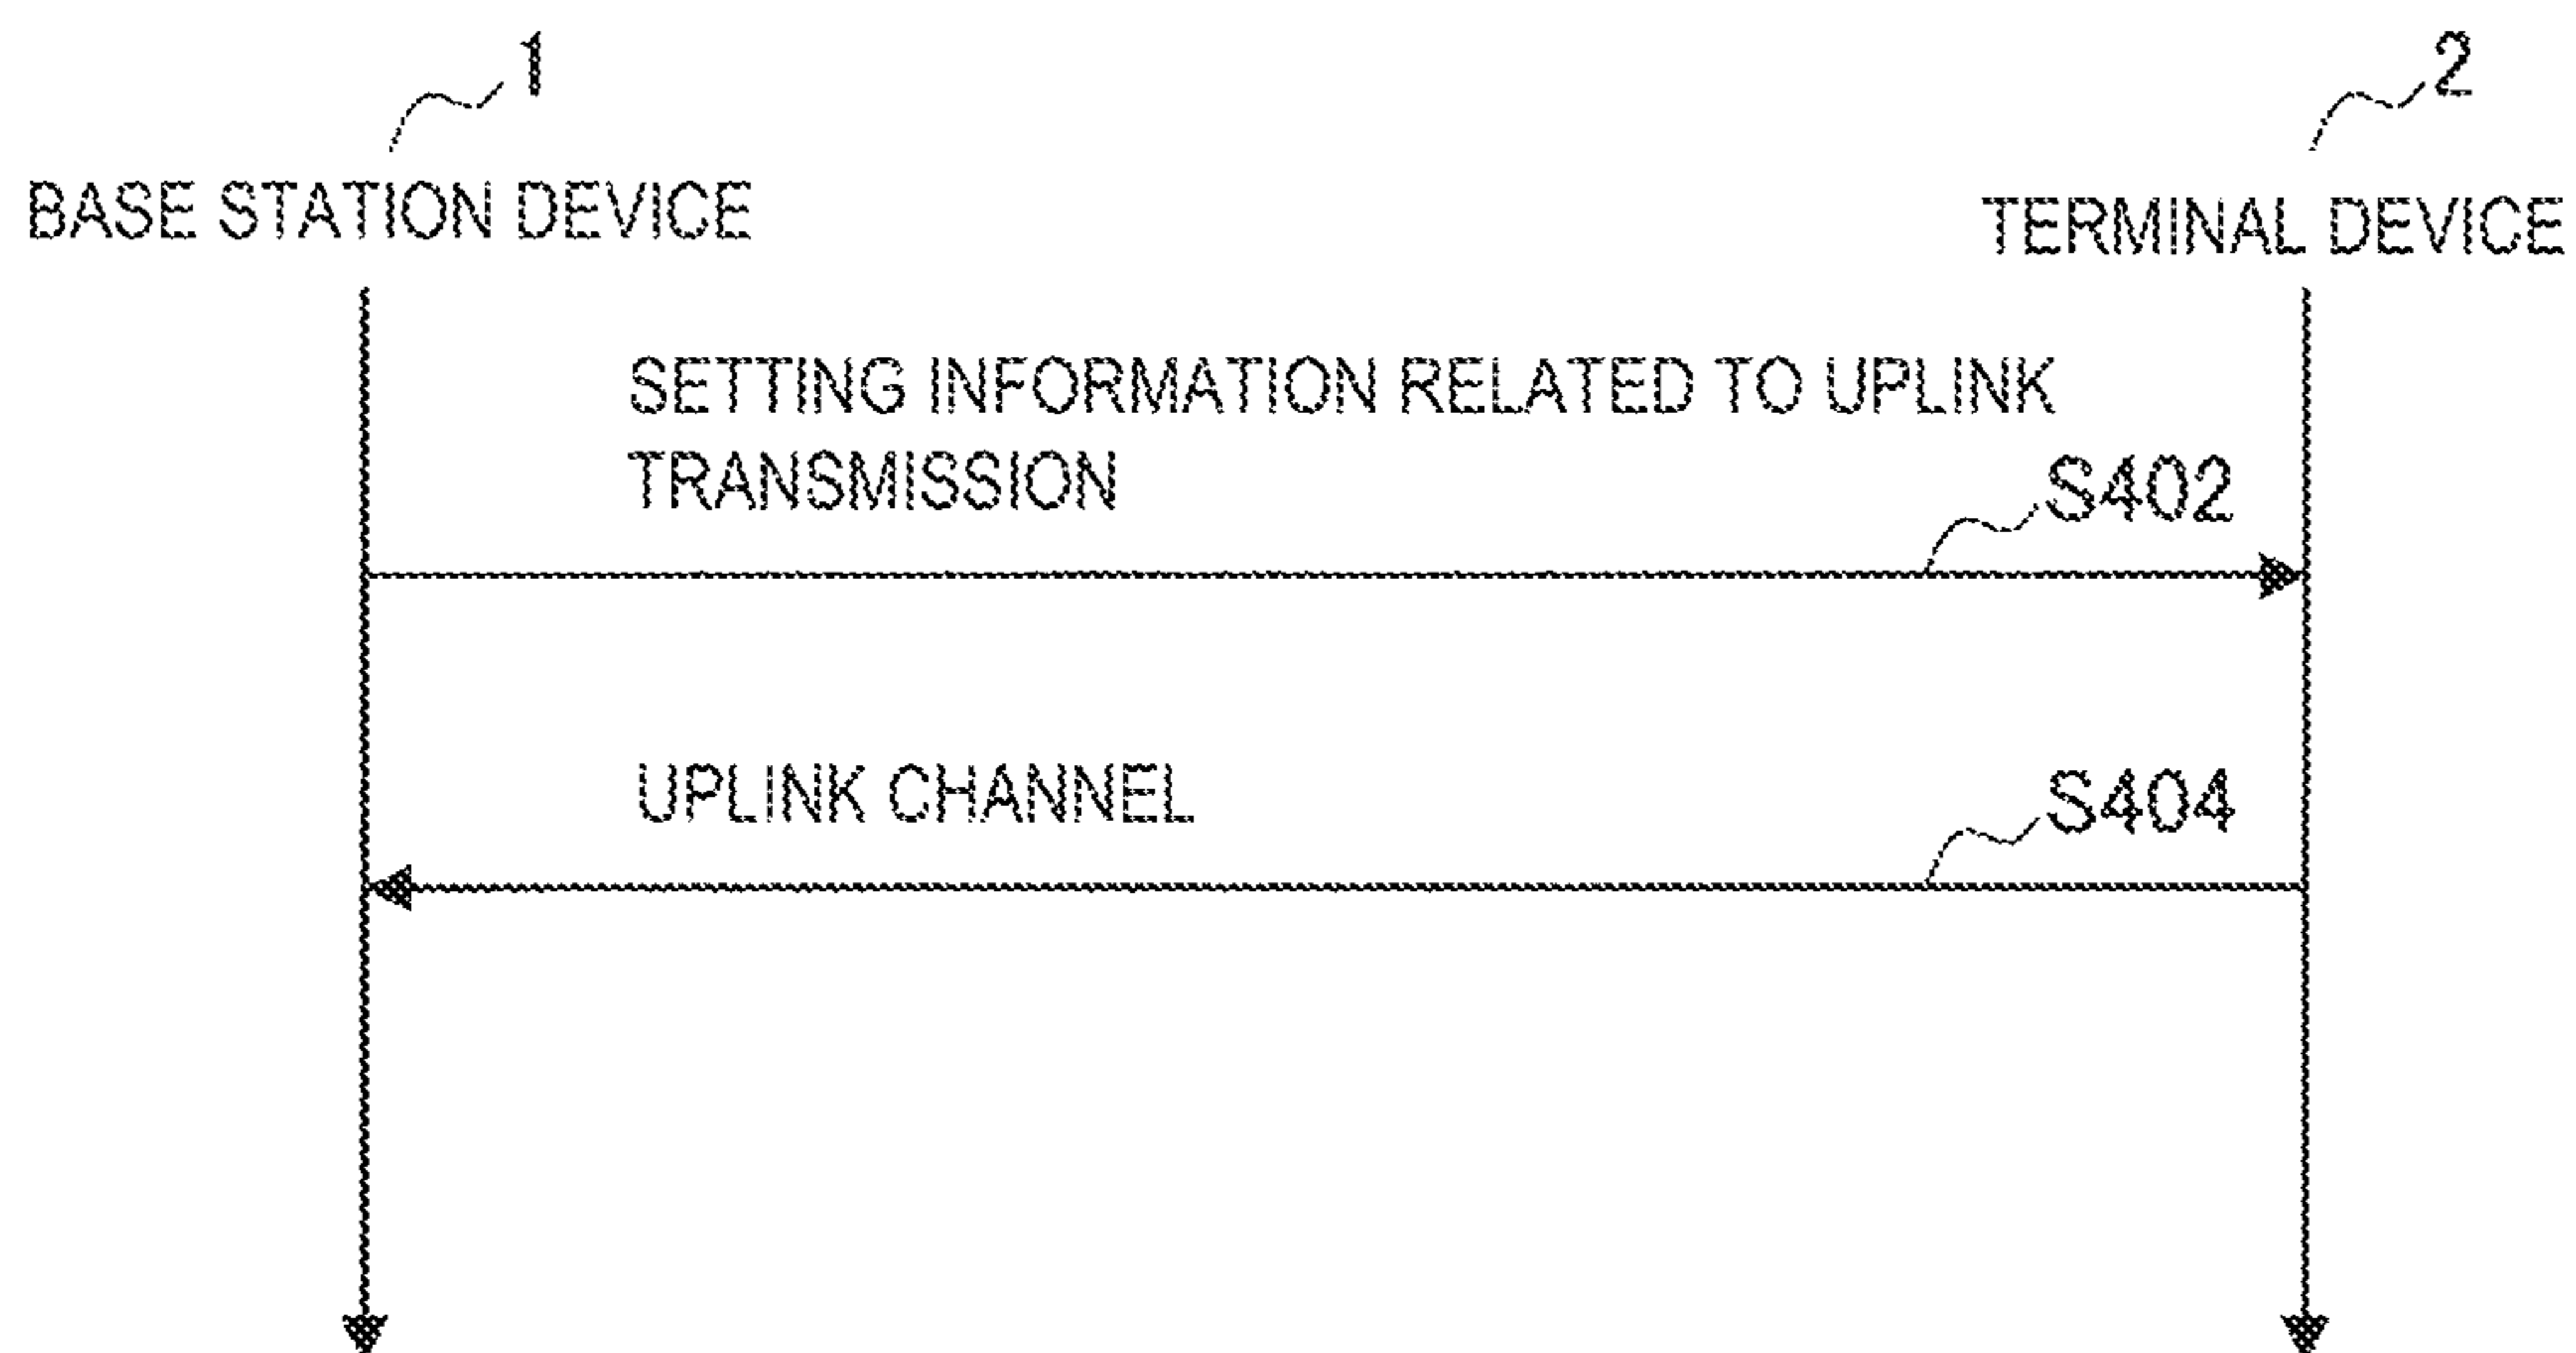 1
2
BASE STATION DEVICE
TERMINAL DEVICE
SETTING INFORMATION RELATED TO UPLINK
TRANSMISSION
S402
UPLINK CHANNEL
S404